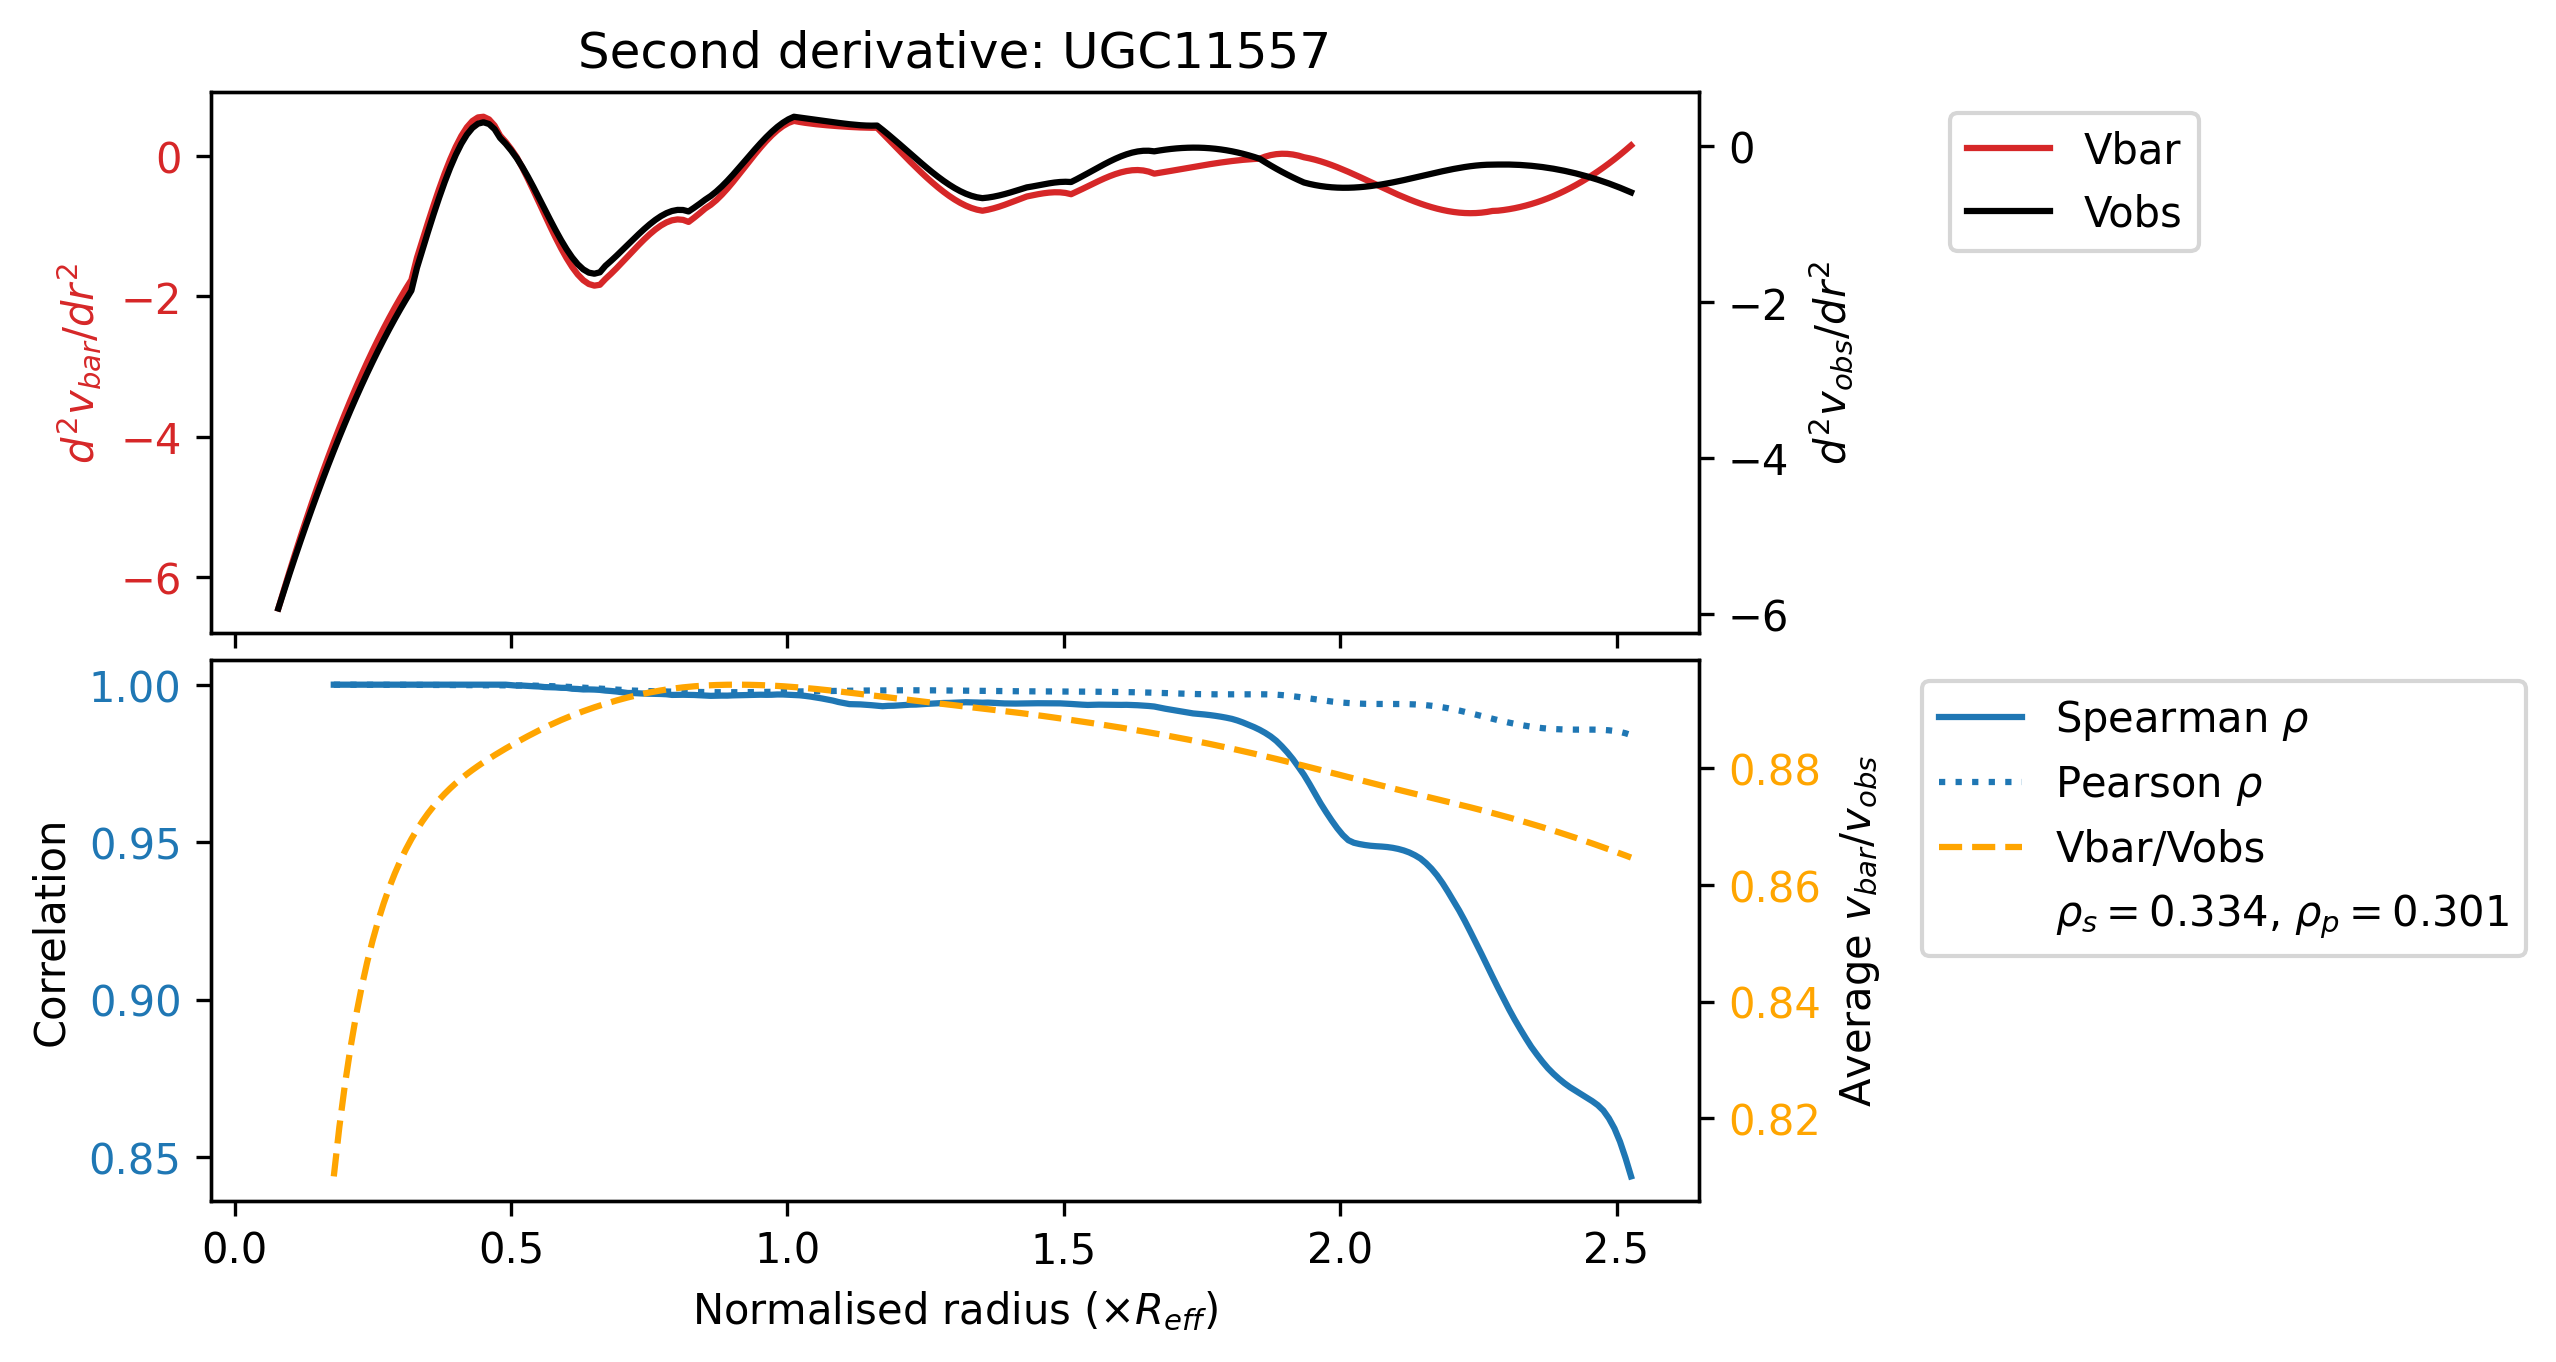 Second derivative: UGC11557
0
−2
−4
−6
d²v_bar/dr²
0
−2
−4
−6
d²v_obs/dr²
Vbar
Vobs
1.00
0.95
0.90
0.85
Correlation
0.88
0.86
0.84
0.82
Average v_bar/v_obs
Spearman ρ
Pearson ρ
Vbar/Vobs
ρ_s = 0.334, ρ_p = 0.301
0.0 0.5 1.0 1.5 2.0 2.5
Normalised radius (×R_eff)